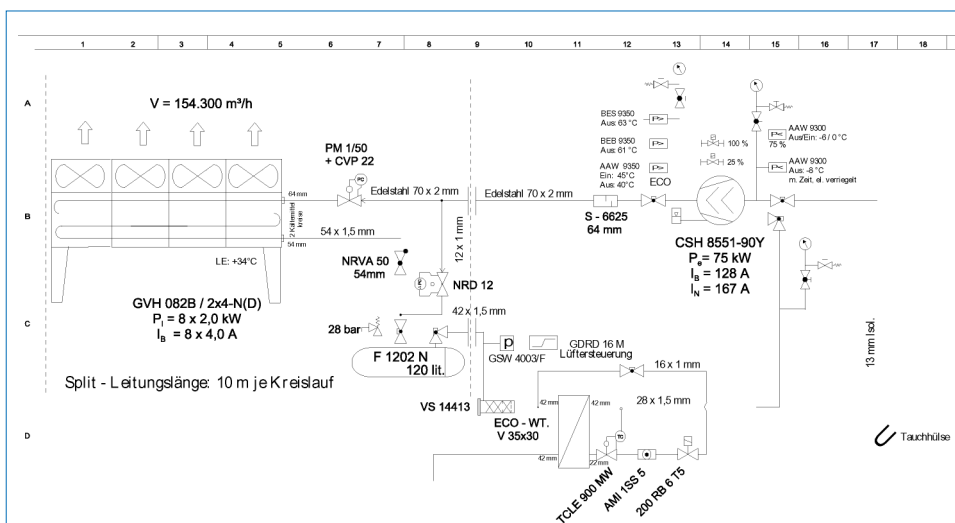 1 2 3 4 5 6 7 8 9 10 11 12 13 14 15 16 17 18
A
B
C
D
V = 154.300 m³/h
64 mm
2 Kältemittel
kreise
54 mm
LE: +34°C
GVH 082B / 2x4-N(D)
P_I = 8 x 2,0 kW
I_B = 8 x 4,0 A
Split - Leitungslänge: 10 m je Kreislauf
PM 1/50
+ CVP 22
PC
Edelstahl 70 x 2 mm
54 x 1,5 mm
NRVA 50
54mm
12 x 1 mm
NRD 12
42 x 1,5 mm
28 bar
F 1202 N
120 lit.
VS 14413
Edelstahl 70 x 2 mm
S - 6625
64 mm
BES 9350
Aus: 63 °C
P>
BEB 9350
Aus: 61 °C
P>
AAW 9350
Ein: 45°C
Aus: 40°C
P>
ECO
100 %
25 %
CSH 8551-90Y
P_e = 75 kW
I_B = 128 A
I_N = 167 A
P<
75 %
AAW 9300
Aus/Ein: -6 / 0 °C
P<
AAW 9300
Aus: -8 °C
m. Zeit, el. verriegelt
p
GSW 4003/F
GDRD 16 M
Lüftersteuerung
16 x 1 mm
28 x 1,5 mm
42 mm
42 mm
ECO - WT.
V 35x30
42 mm
22 mm
TC
TCLE 900 MW
AMI 1SS 5
200 RB 6 T5
13 mm Isol.
Tauchhülse